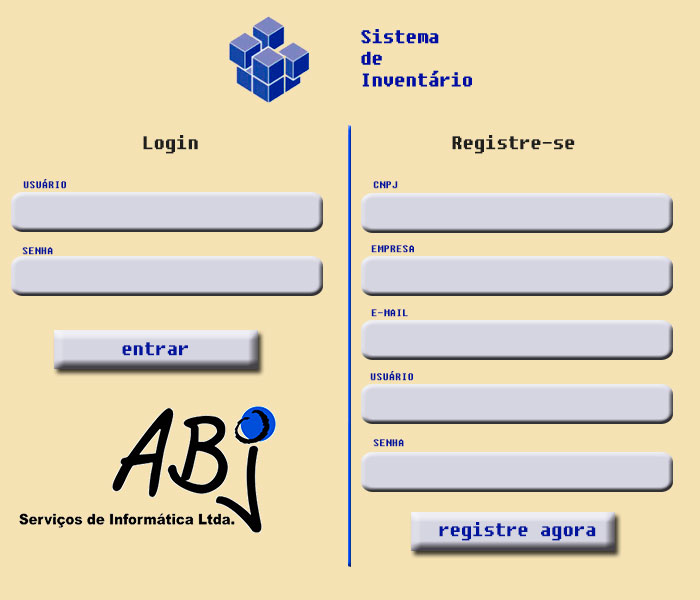 Sistema
de
Inventário
Login
USUÁRIO
SENHA
entrar
ABj
Serviços de Informática Ltda.
Registre-se
CNPJ
EMPRESA
E-MAIL
USUÁRIO
SENHA
registre agora